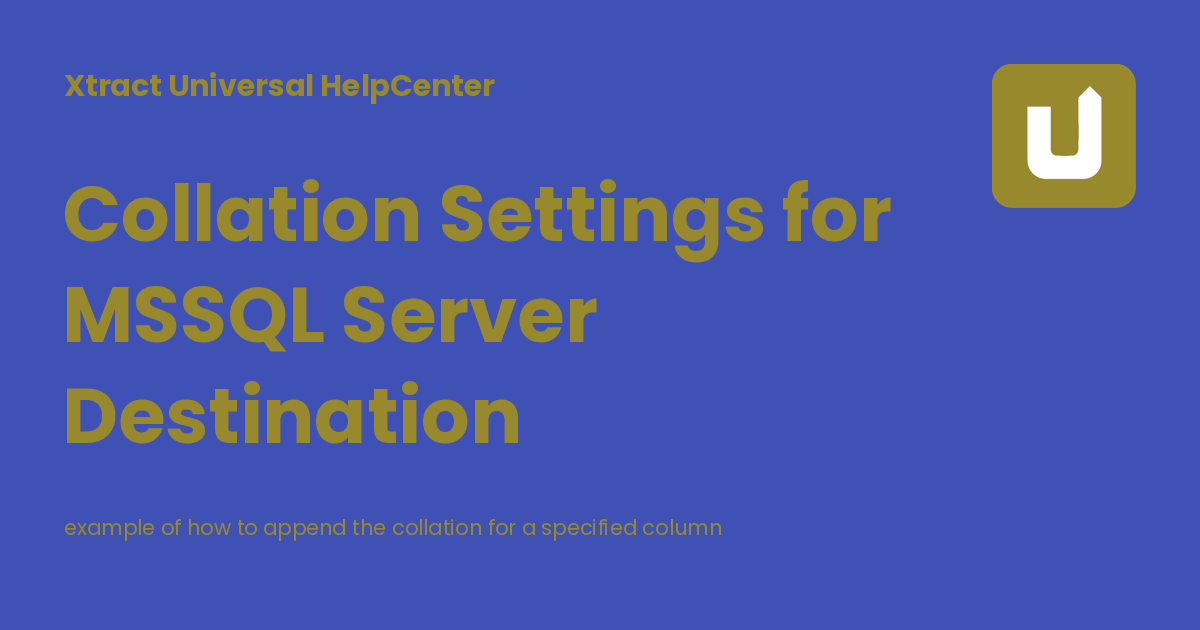 Xtract Universal HelpCenter
Collation Settings for
MSSQL Server
Destination
example of how to append the collation for a specified column